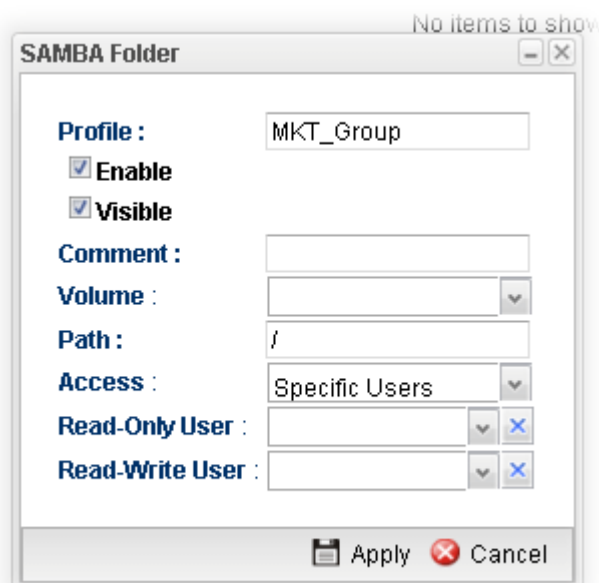 No items to show
SAMBA Folder
Profile : MKT_Group
Enable
Visible
Comment :
Volume :
Path : /
Access : Specific Users
Read-Only User :
Read-Write User :
Apply Cancel